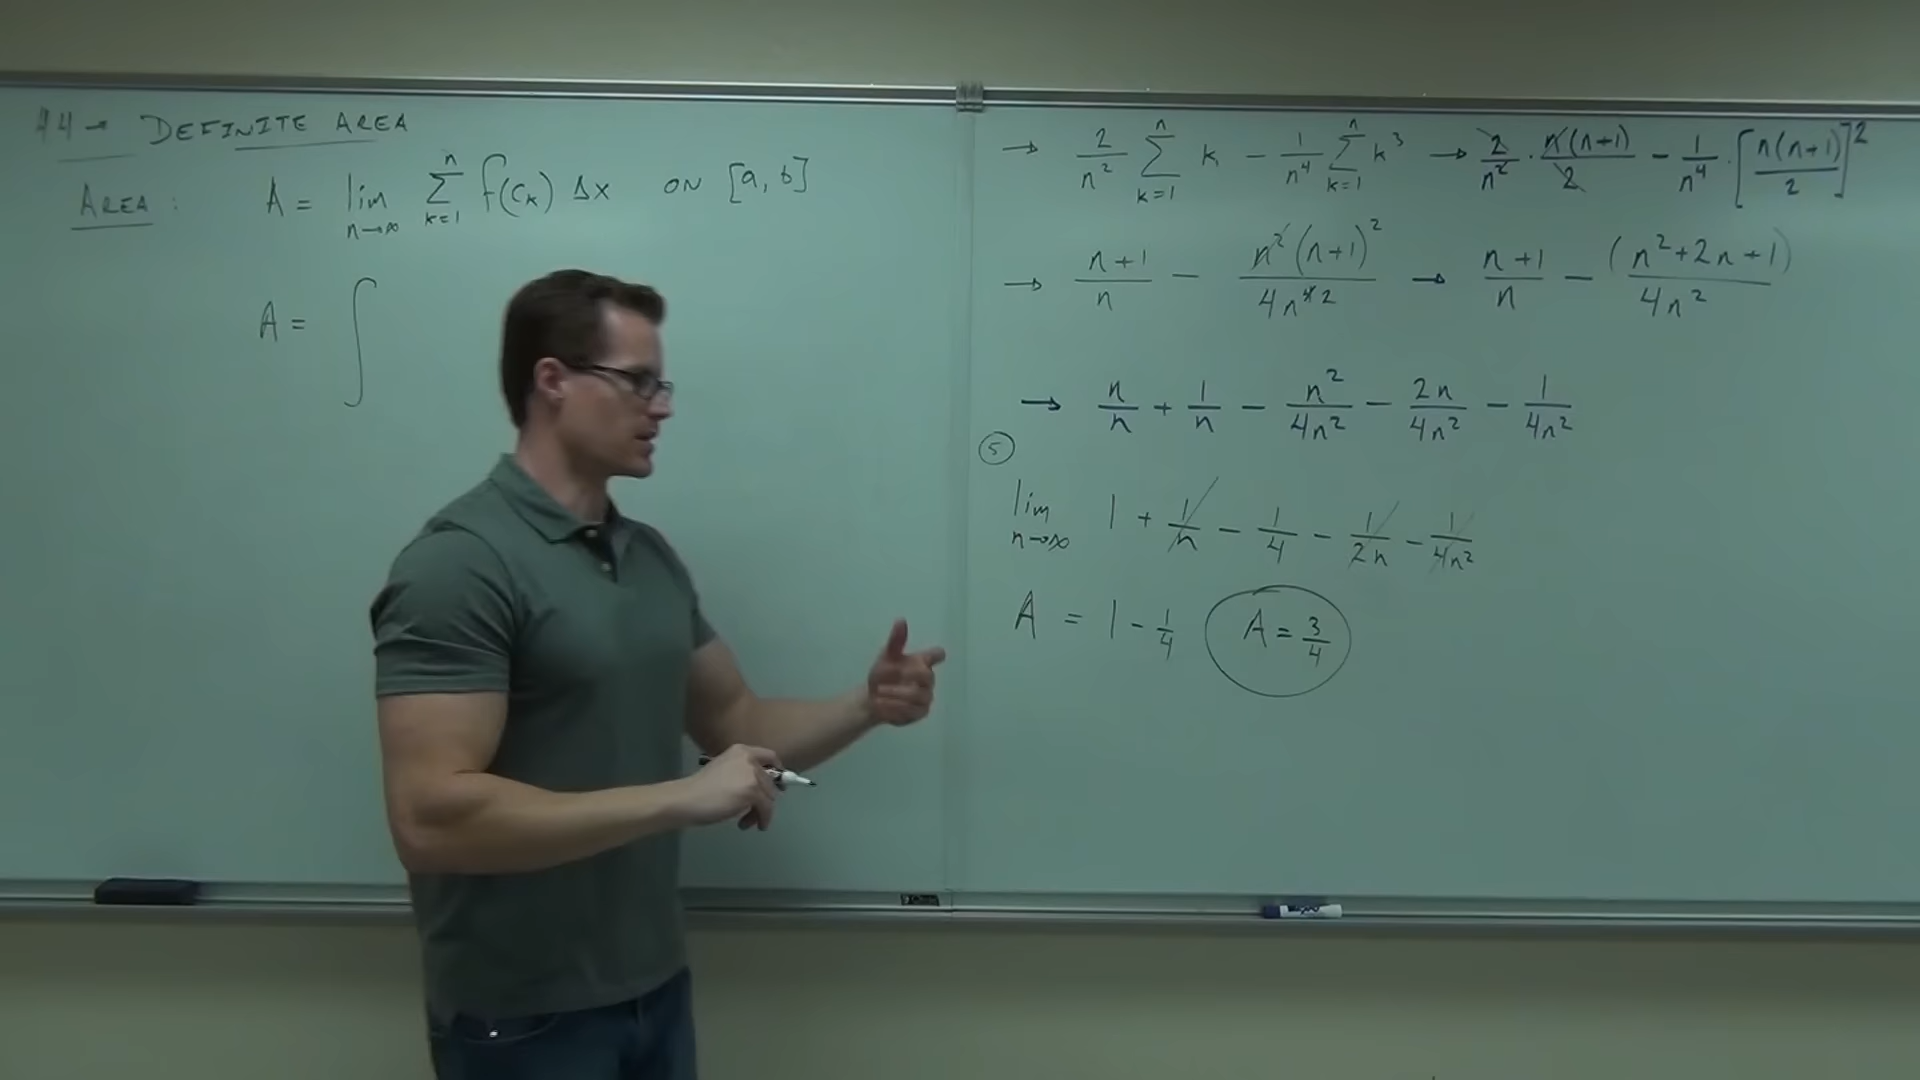 44 → DEFINITE AREA
AREA : A = lim n→∞ Σ k=1 n f(cₖ) Δx ON [a, b]
A = ∫
→ 2/n² Σ k=1 n k − 1/n⁴ Σ k=1 n k³ → 2/n² · n(n+1)/2 − 1/n⁴ · [n(n+1)/2]²
→ n+1/n − n²(n+1)²/4n⁴ 2 → n+1/n − (n²+2n+1)/4n²
→ n/n + 1/n − n²/4n² − 2n/4n² − 1/4n²
5
lim n→∞ 1 + 1/n − 1/4 − 1/2n − 1/4n²
A = 1 − 1/4 A = 3/4